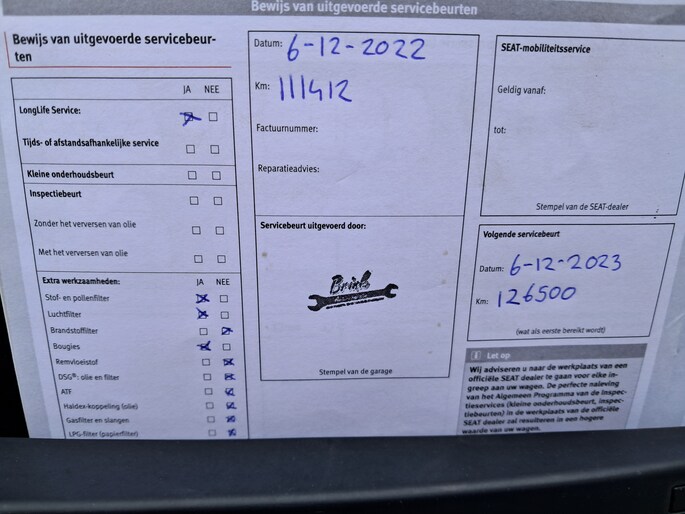 Bewijs van uitgevoerde servicebeurten
Bewijs van uitgevoerde servicebeur-
ten
JA NEE
LongLife Service:
Tijds- of afstandsafhankelijke service
Kleine onderhoudsbeurt
Inspectiebeurt
Zonder het verversen van olie
Met het verversen van olie
Extra werkzaamheden: JA NEE
Stof- en pollenfilter
Luchtfilter
Brandstoffilter
Bougies
Remvloeistof
DSG®: olie en filter
ATF
Haldex-koppeling (olie)
Gasfilter en slangen
LPG-filter (papierfilter)
Datum: 6-12-2022
Km: 111412
Factuurnummer:
Reparatieadvies:
Servicebeurt uitgevoerd door:
Stempel van de garage
SEAT-mobiliteitsservice
Geldig vanaf:
tot:
Stempel van de SEAT-dealer
Volgende servicebeurt
Datum: 6-12-2023
Km: 126500
(wat als eerste bereikt wordt)
Let op
Wij adviseren u naar de werkplaats van een
officiële SEAT dealer te gaan voor elke in-
greep aan uw wagen. De perfecte naleving
van het Algemeen Programma van de Inspec-
tieservices (kleine onderhoudsbeurt, inspec-
tiebeurten) in de werkplaats van de officiële
SEAT dealer zal resulteren in een hogere
waarde van uw wagen.